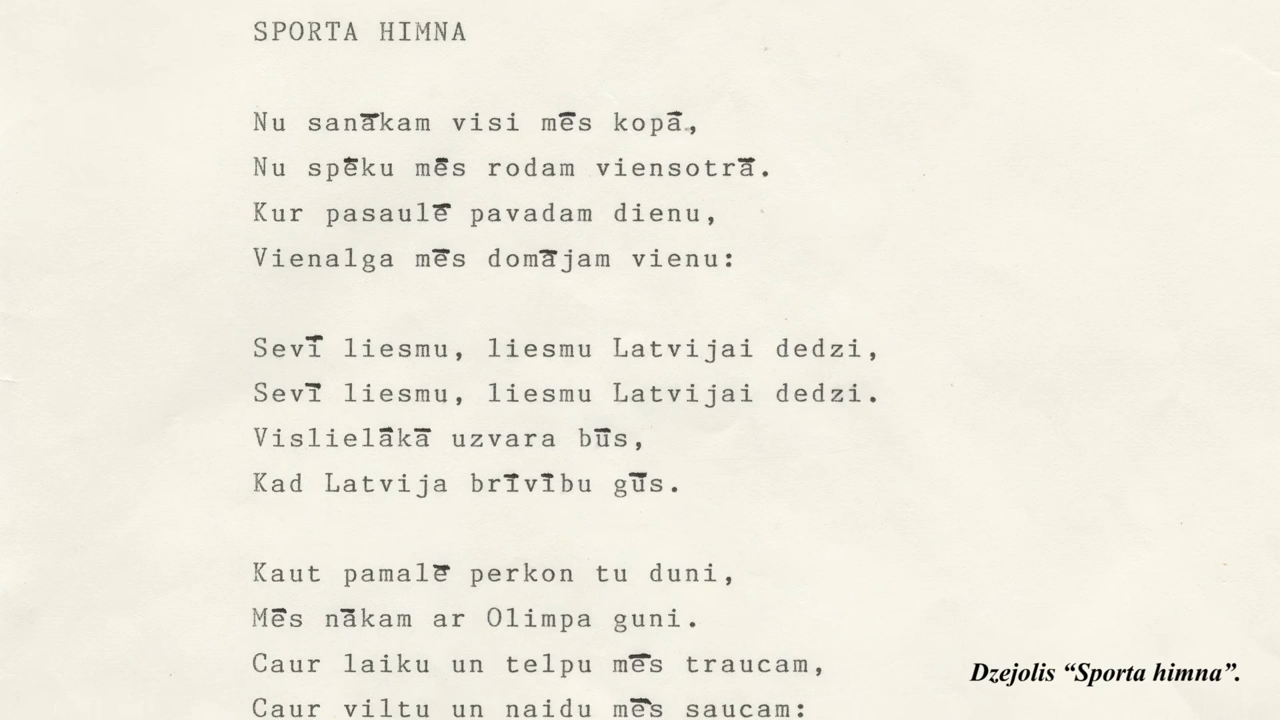 SPORTA HIMNA
Nu sanākam visi mēs kopā,
Nu spēku mēs rodam viensotrā.
Kur pasaulē pavadam dienu,
Vienalga mēs domājam vienu:
Sevī liesmu, liesmu Latvijai dedzi,
Sevī liesmu, liesmu Latvijai dedzi.
Vislielākā uzvara būs,
Kad Latvija brīvību gūs.
Kaut pamalē perkon tu duni,
Mēs nākam ar Olimpa guni.
Caur laiku un telpu mēs traucam,
Caur viltu un naidu mēs saucam:
Dzejolis “Sporta himna”.